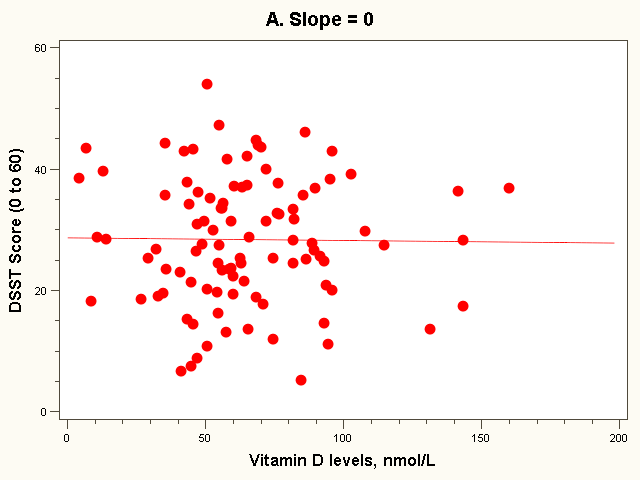 A. Slope = 0
DSST Score (0 to 60)
60
40
20
0
0 50 100 150 200
Vitamin D levels, nmol/L